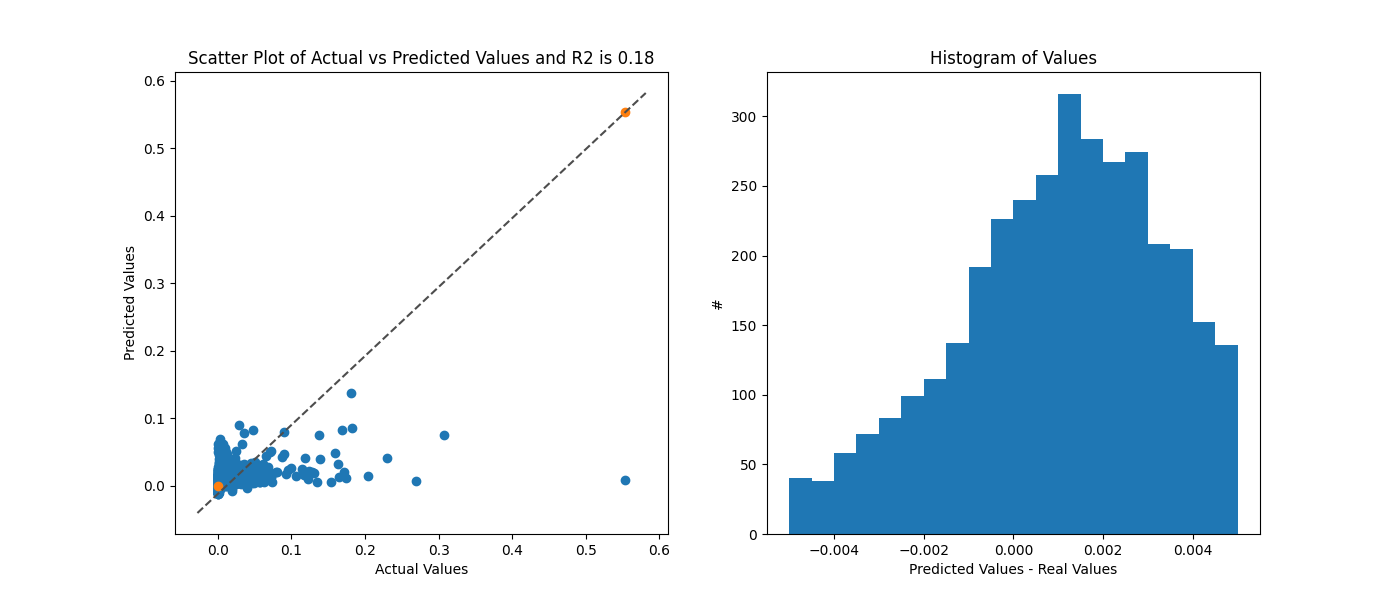 Scatter Plot of Actual vs Predicted Values and R2 is 0.18
Predicted Values
0.6
0.5
0.4
0.3
0.2
0.1
0.0
0.0 0.1 0.2 0.3 0.4 0.5 0.6
Actual Values
Histogram of Values
#
300
250
200
150
100
50
0
−0.004 −0.002 0.000 0.002 0.004
Predicted Values - Real Values